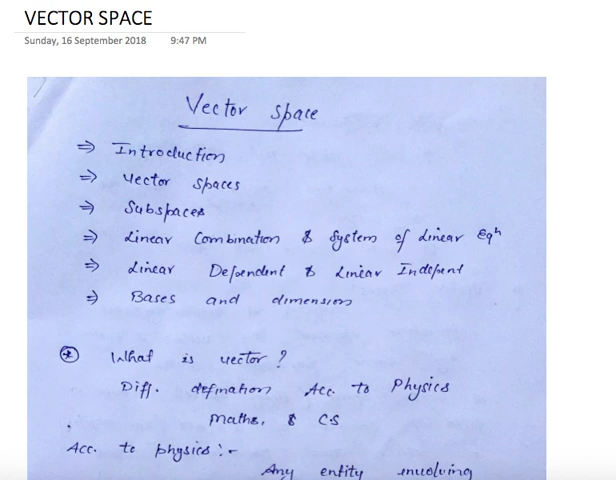 VECTOR SPACE
Sunday, 16 September 2018 9:47 PM
Vector space
⇒ Introduction
⇒ Vector spaces
⇒ Subspaces
⇒ Linear Combination & System of Linear Eqn
⇒ Linear Dependent & Linear Indepent
⇒ Bases and dimension
* What is vector ?
Diff. defination Acc. to Physics
Maths, & CS
Acc. to physics :-
Any entity involving